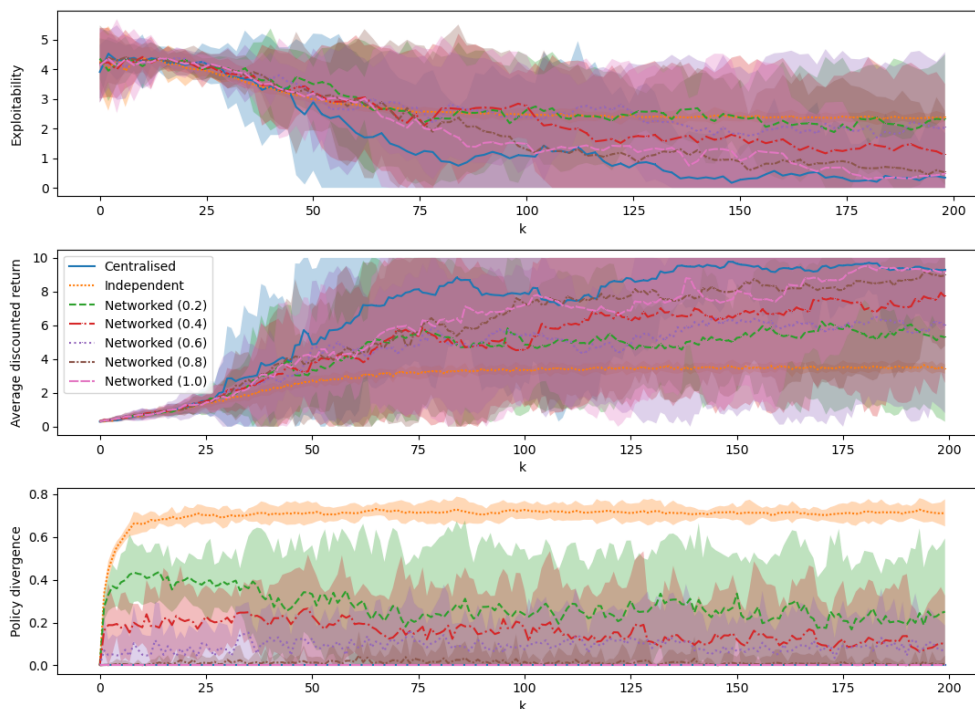 Exploitability
5
4
3
2
1
0
0 25 50 75 100 125 150 175 200
k
Average discounted return
10
8
6
4
2
0
Centralised
Independent
Networked (0.2)
Networked (0.4)
Networked (0.6)
Networked (0.8)
Networked (1.0)
0 25 50 75 100 125 150 175 200
k
Policy divergence
0.8
0.6
0.4
0.2
0.0
0 25 50 75 100 125 150 175 200
k